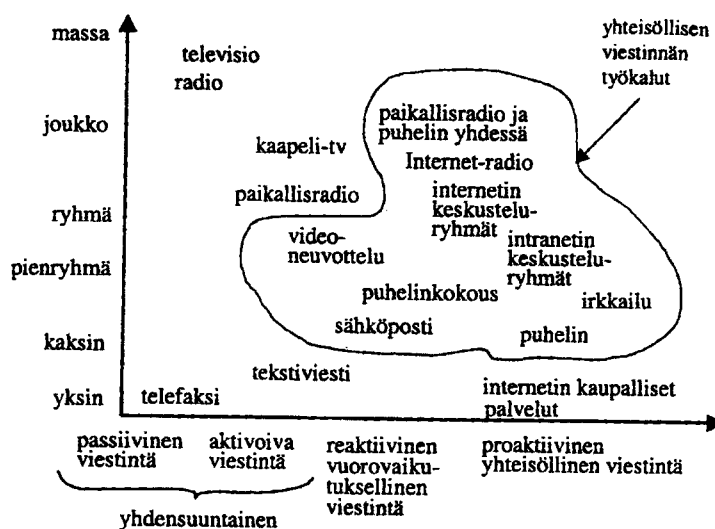 massa
joukko
ryhmä
pienryhmä
kaksin
yksin
televisio
radio
kaapeli-tv
paikallisradio
yhteisöllisen
viestinnän
työkalut
paikallisradio ja
puhelin yhdessä
Internet-radio
internetin
keskustelu-
ryhmät
intranetin
keskustelu-
ryhmät
video-
neuvottelu
puhelinkokous
irkkailu
sähköposti
puhelin
tekstiviesti
telefaksi
internetin kaupalliset
palvelut
passiivinen
viestintä
aktivoiva
viestintä
reaktiivinen
vuorovaiku-
tuksellinen
viestintä
proaktiivinen
yhteisöllinen viestintä
yhdensuuntainen